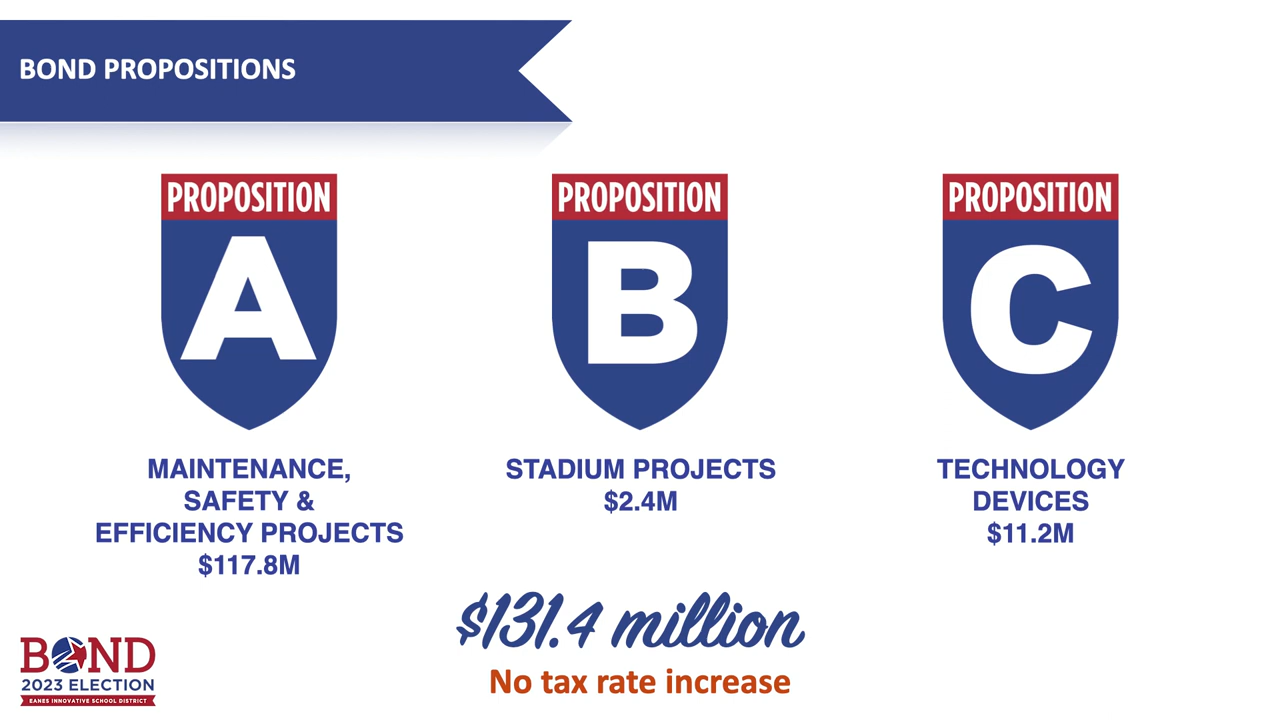 BOND PROPOSITIONS
PROPOSITION
A
MAINTENANCE,
SAFETY &
EFFICIENCY PROJECTS
$117.8M
PROPOSITION
B
STADIUM PROJECTS
$2.4M
PROPOSITION
C
TECHNOLOGY
DEVICES
$11.2M
$131.4 million
No tax rate increase
BOND
2023 ELECTION
EANES INNOVATIVE SCHOOL DISTRICT